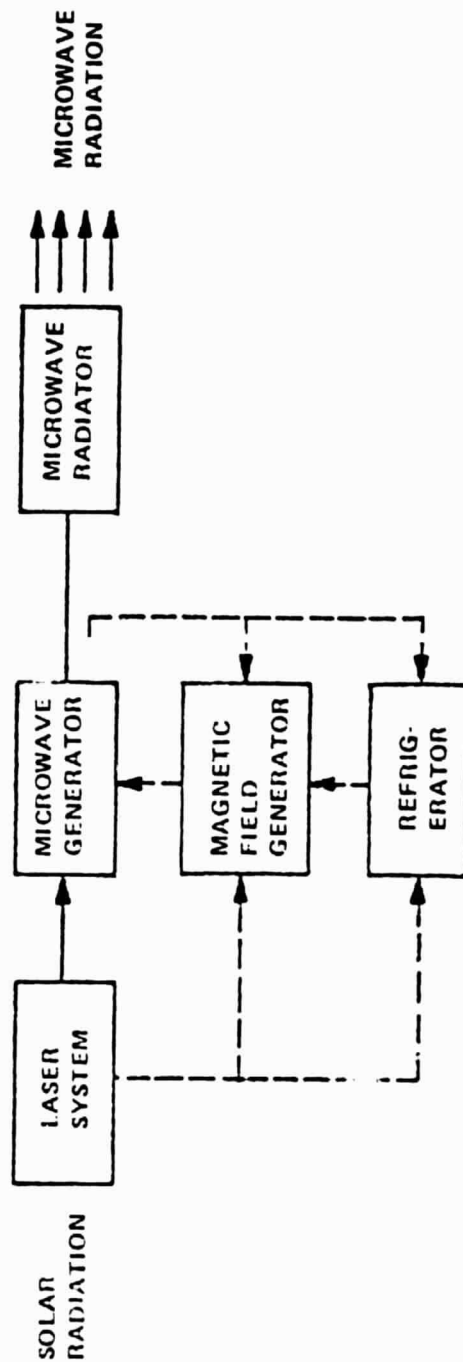 SOLAR
RADIATION
LASER
SYSTEM
MICROWAVE
GENERATOR
MAGNETIC
FIELD
GENERATOR
REFRIG-
ERATOR
MICROWAVE
RADIATOR
MICROWAVE
RADIATION